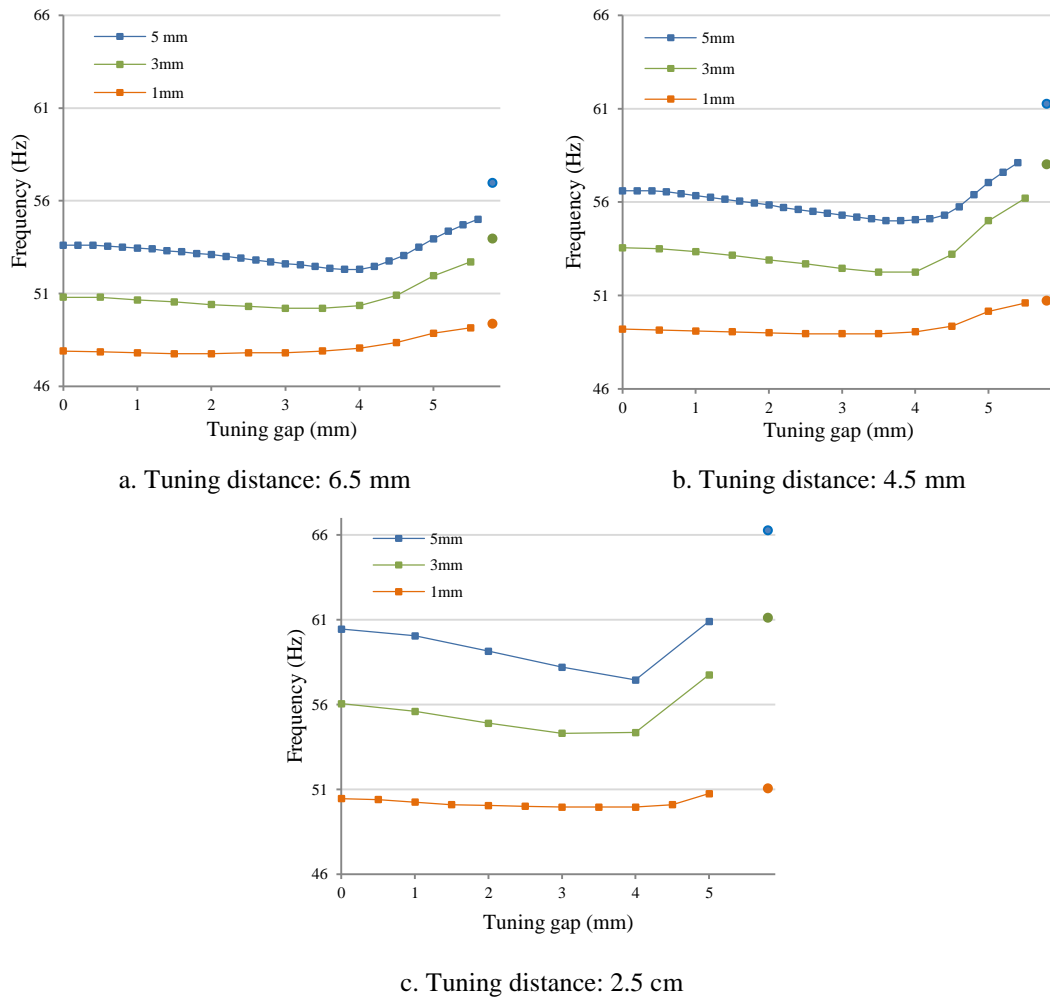 66
61
56
51
46
0 1 2 3 4 5
Frequency (Hz)
Tuning gap (mm)
5 mm
3mm
1mm
a. Tuning distance: 6.5 mm
66
61
56
51
46
0 1 2 3 4 5
Frequency (Hz)
Tuning gap (mm)
5mm
3mm
1mm
b. Tuning distance: 4.5 mm
66
61
56
51
46
0 1 2 3 4 5
Frequency (Hz)
Tuning gap (mm)
5mm
3mm
1mm
c. Tuning distance: 2.5 cm